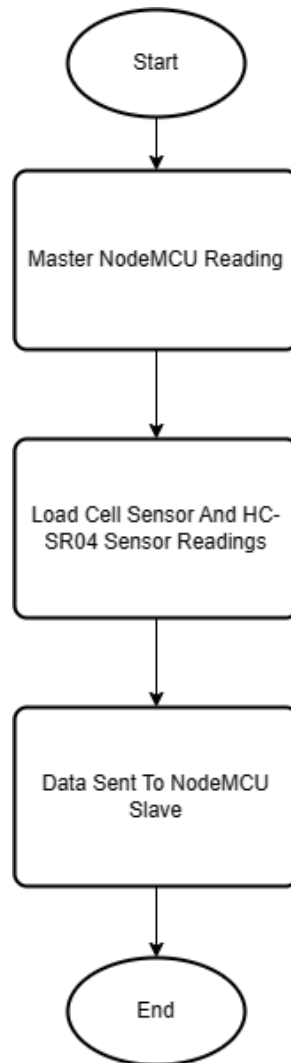 Start
Master NodeMCU Reading
Load Cell Sensor And HC-
SR04 Sensor Readings
Data Sent To NodeMCU
Slave
End